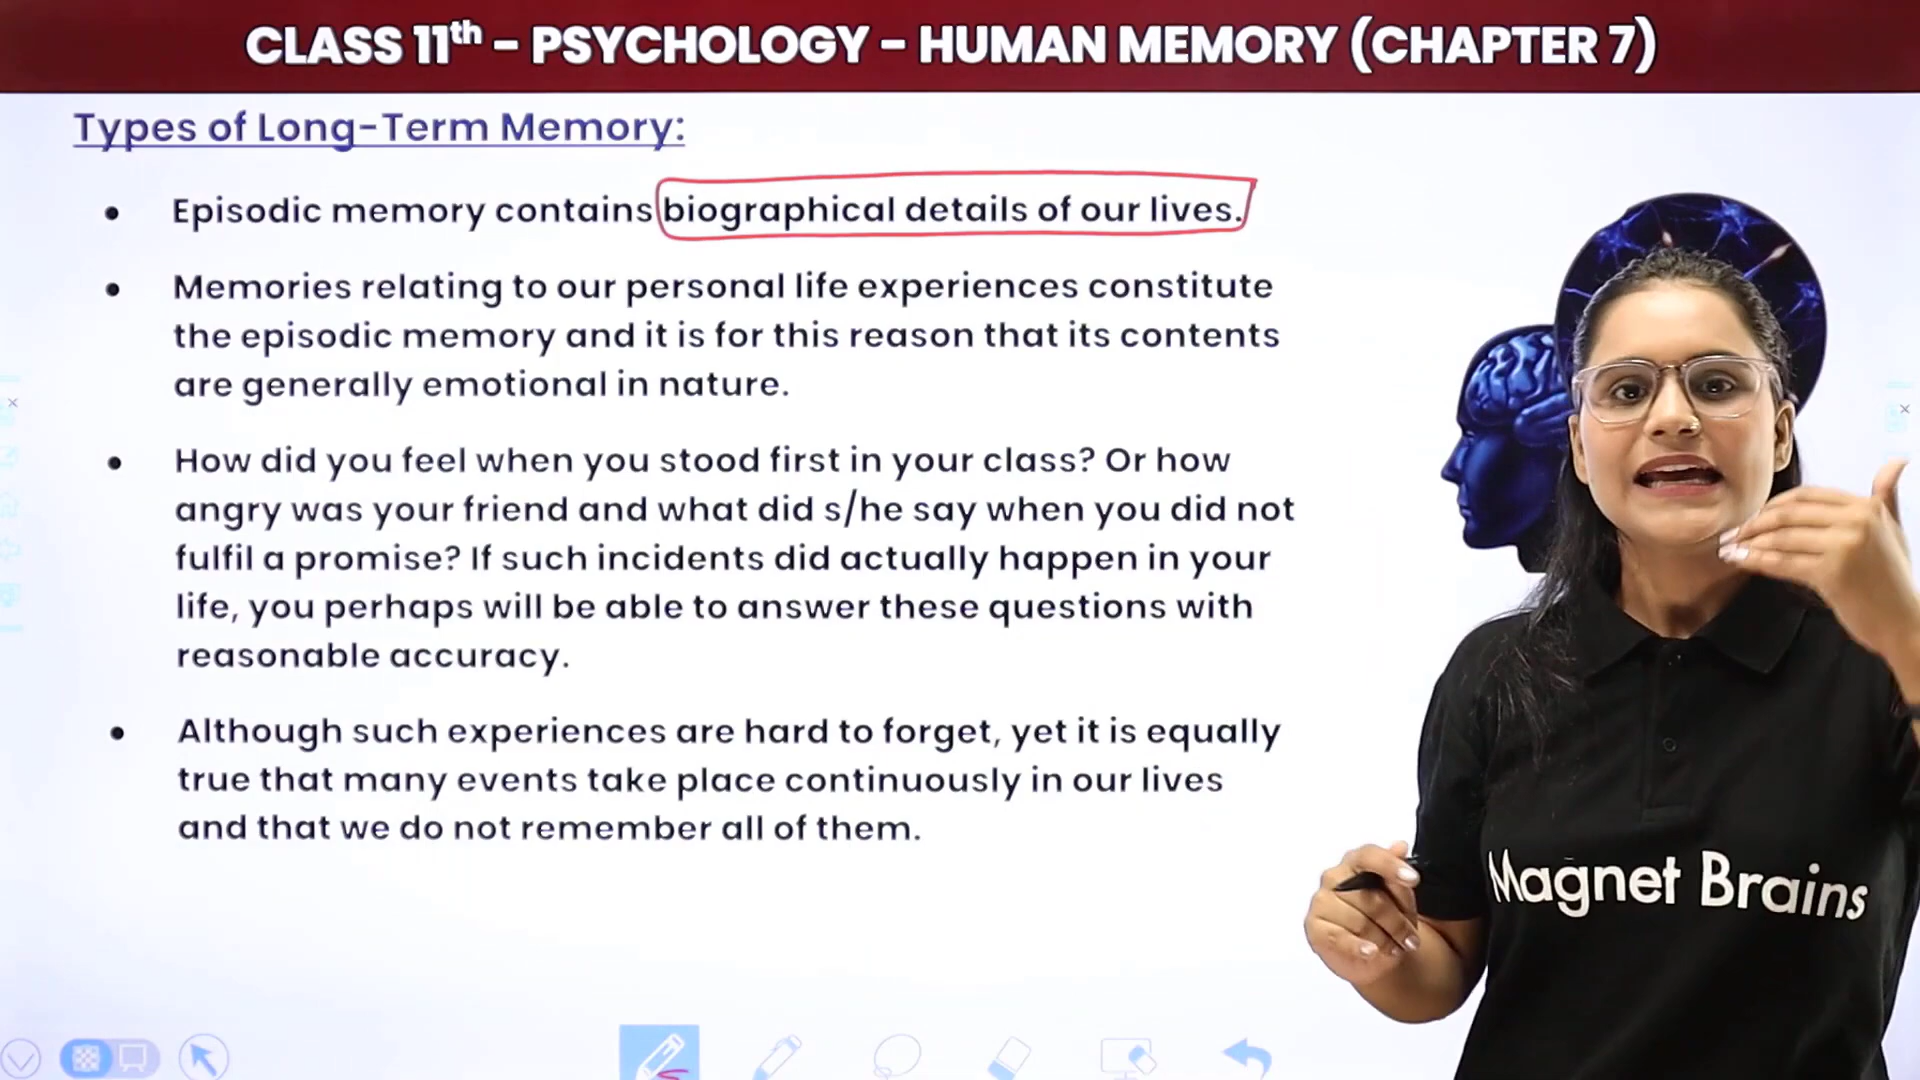 CLASS 11th – PSYCHOLOGY – HUMAN MEMORY (CHAPTER 7)
Types of Long-Term Memory:
• Episodic memory contains biographical details of our lives.
• Memories relating to our personal life experiences constitute
the episodic memory and it is for this reason that its contents
are generally emotional in nature.
• How did you feel when you stood first in your class? Or how
angry was your friend and what did s/he say when you did not
fulfil a promise? If such incidents did actually happen in your
life, you perhaps will be able to answer these questions with
reasonable accuracy.
• Although such experiences are hard to forget, yet it is equally
true that many events take place continuously in our lives
and that we do not remember all of them.
Magnet Brains